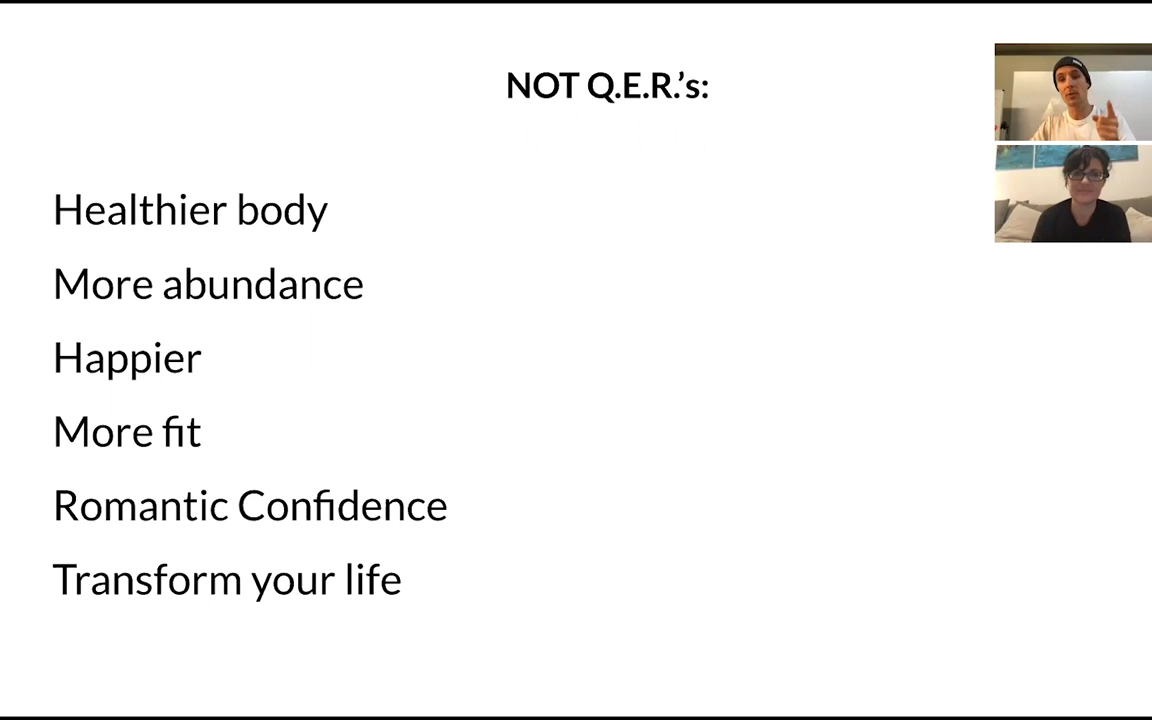 NOT Q.E.R.'s:
Healthier body
More abundance
Happier
More fit
Romantic Confidence
Transform your life